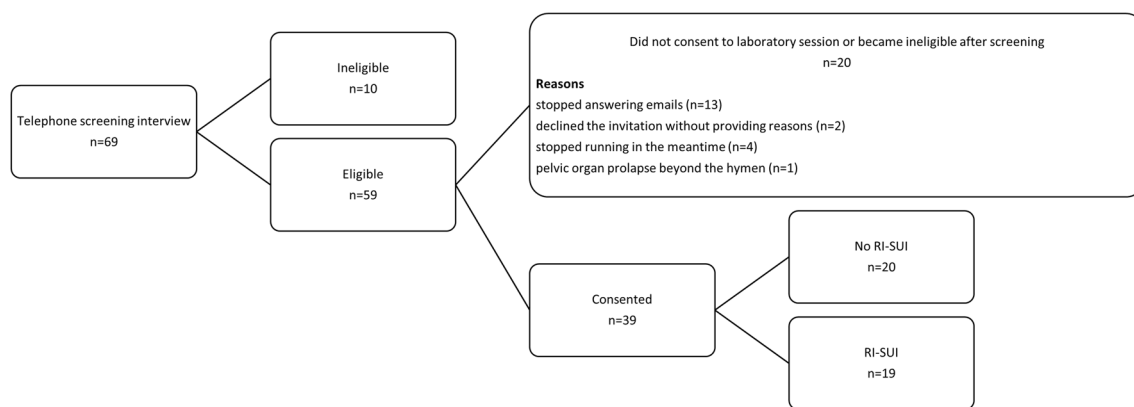 Telephone screening interview
n=69
Ineligible
n=10
Eligible
n=59
Did not consent to laboratory session or became ineligible after screening
n=20
Reasons
stopped answering emails (n=13)
declined the invitation without providing reasons (n=2)
stopped running in the meantime (n=4)
pelvic organ prolapse beyond the hymen (n=1)
Consented
n=39
No RI-SUI
n=20
RI-SUI
n=19